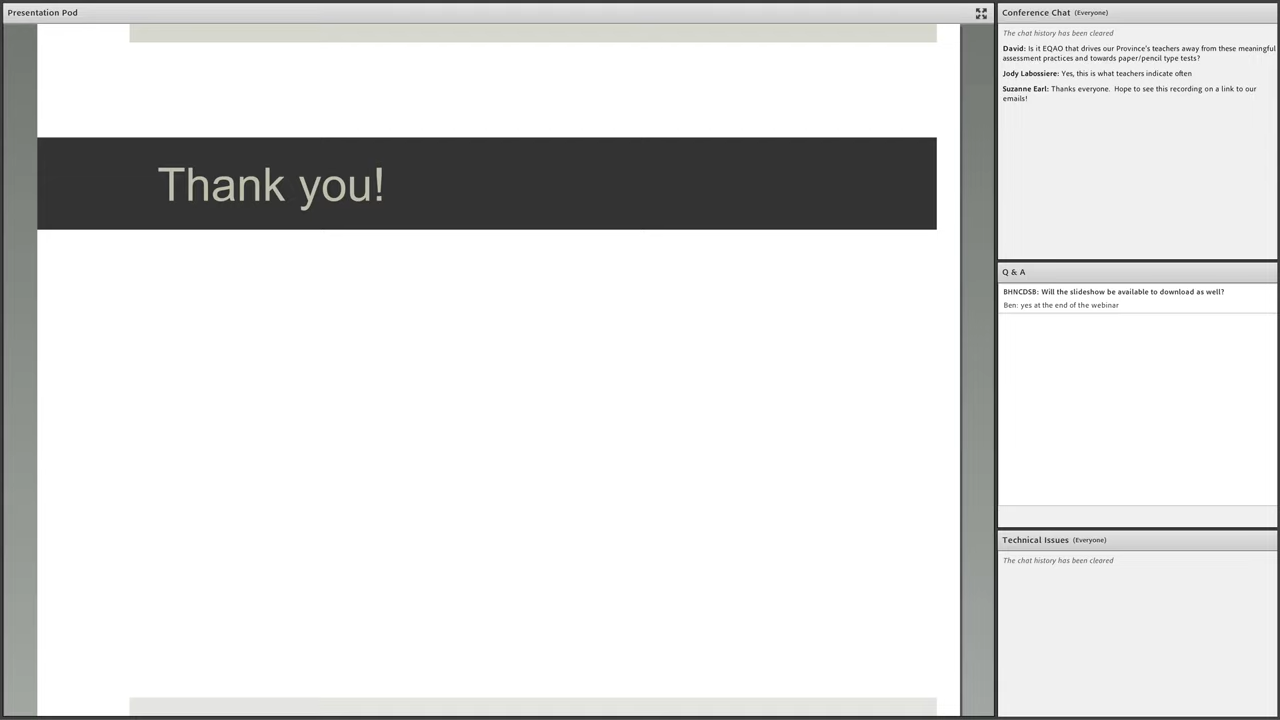 Presentation Pod
Thank you!
Conference Chat (Everyone)
The chat history has been cleared
David: Is it EQAO that drives our Province's teachers away from these meaningful
assessment practices and towards paper/pencil type tests?
Jody Labossiere: Yes, this is what teachers indicate often
Suzanne Earl: Thanks everyone. Hope to see this recording on a link to our
emails!
Q & A
BHNCDSB: Will the slideshow be available to download as well?
Ben: yes at the end of the webinar
Technical Issues (Everyone)
The chat history has been cleared